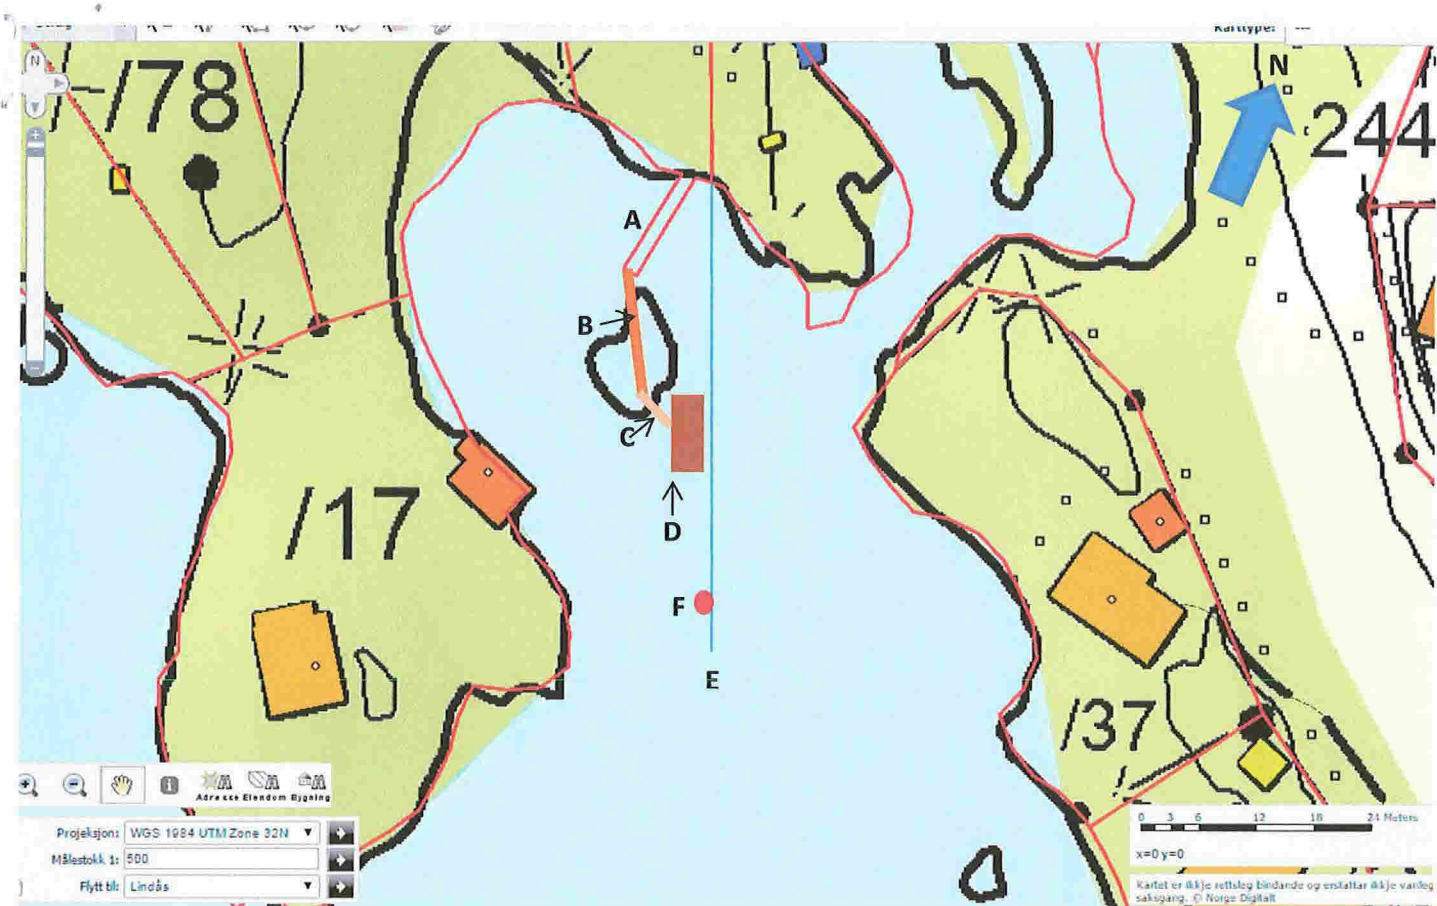 N
/78
N
244
A
B
C
D
/17
F
E
/37
Adresse Eiendom Bygning
Projeksjon: WGS 1984 UTM Zone 32N
Målestokk 1: 500
Flytt til: Lindås
0 3 6 12 18 24 Meters
x=0 y=0
Kartet er ikkje rettsleg bindande og erstattar ikkje vanleg
saksgang. © Norge Digitalt